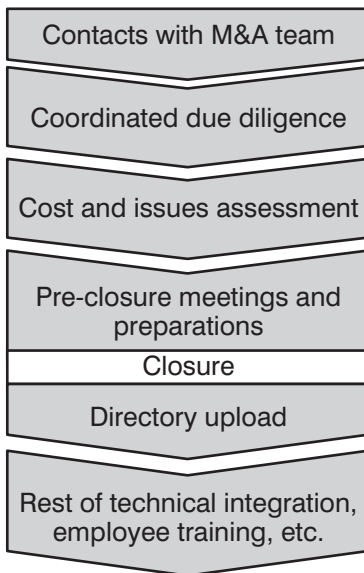 Contacts with M&A team
Coordinated due diligence
Cost and issues assessment
Pre-closure meetings and
preparations
Closure
Directory upload
Rest of technical integration,
employee training, etc.